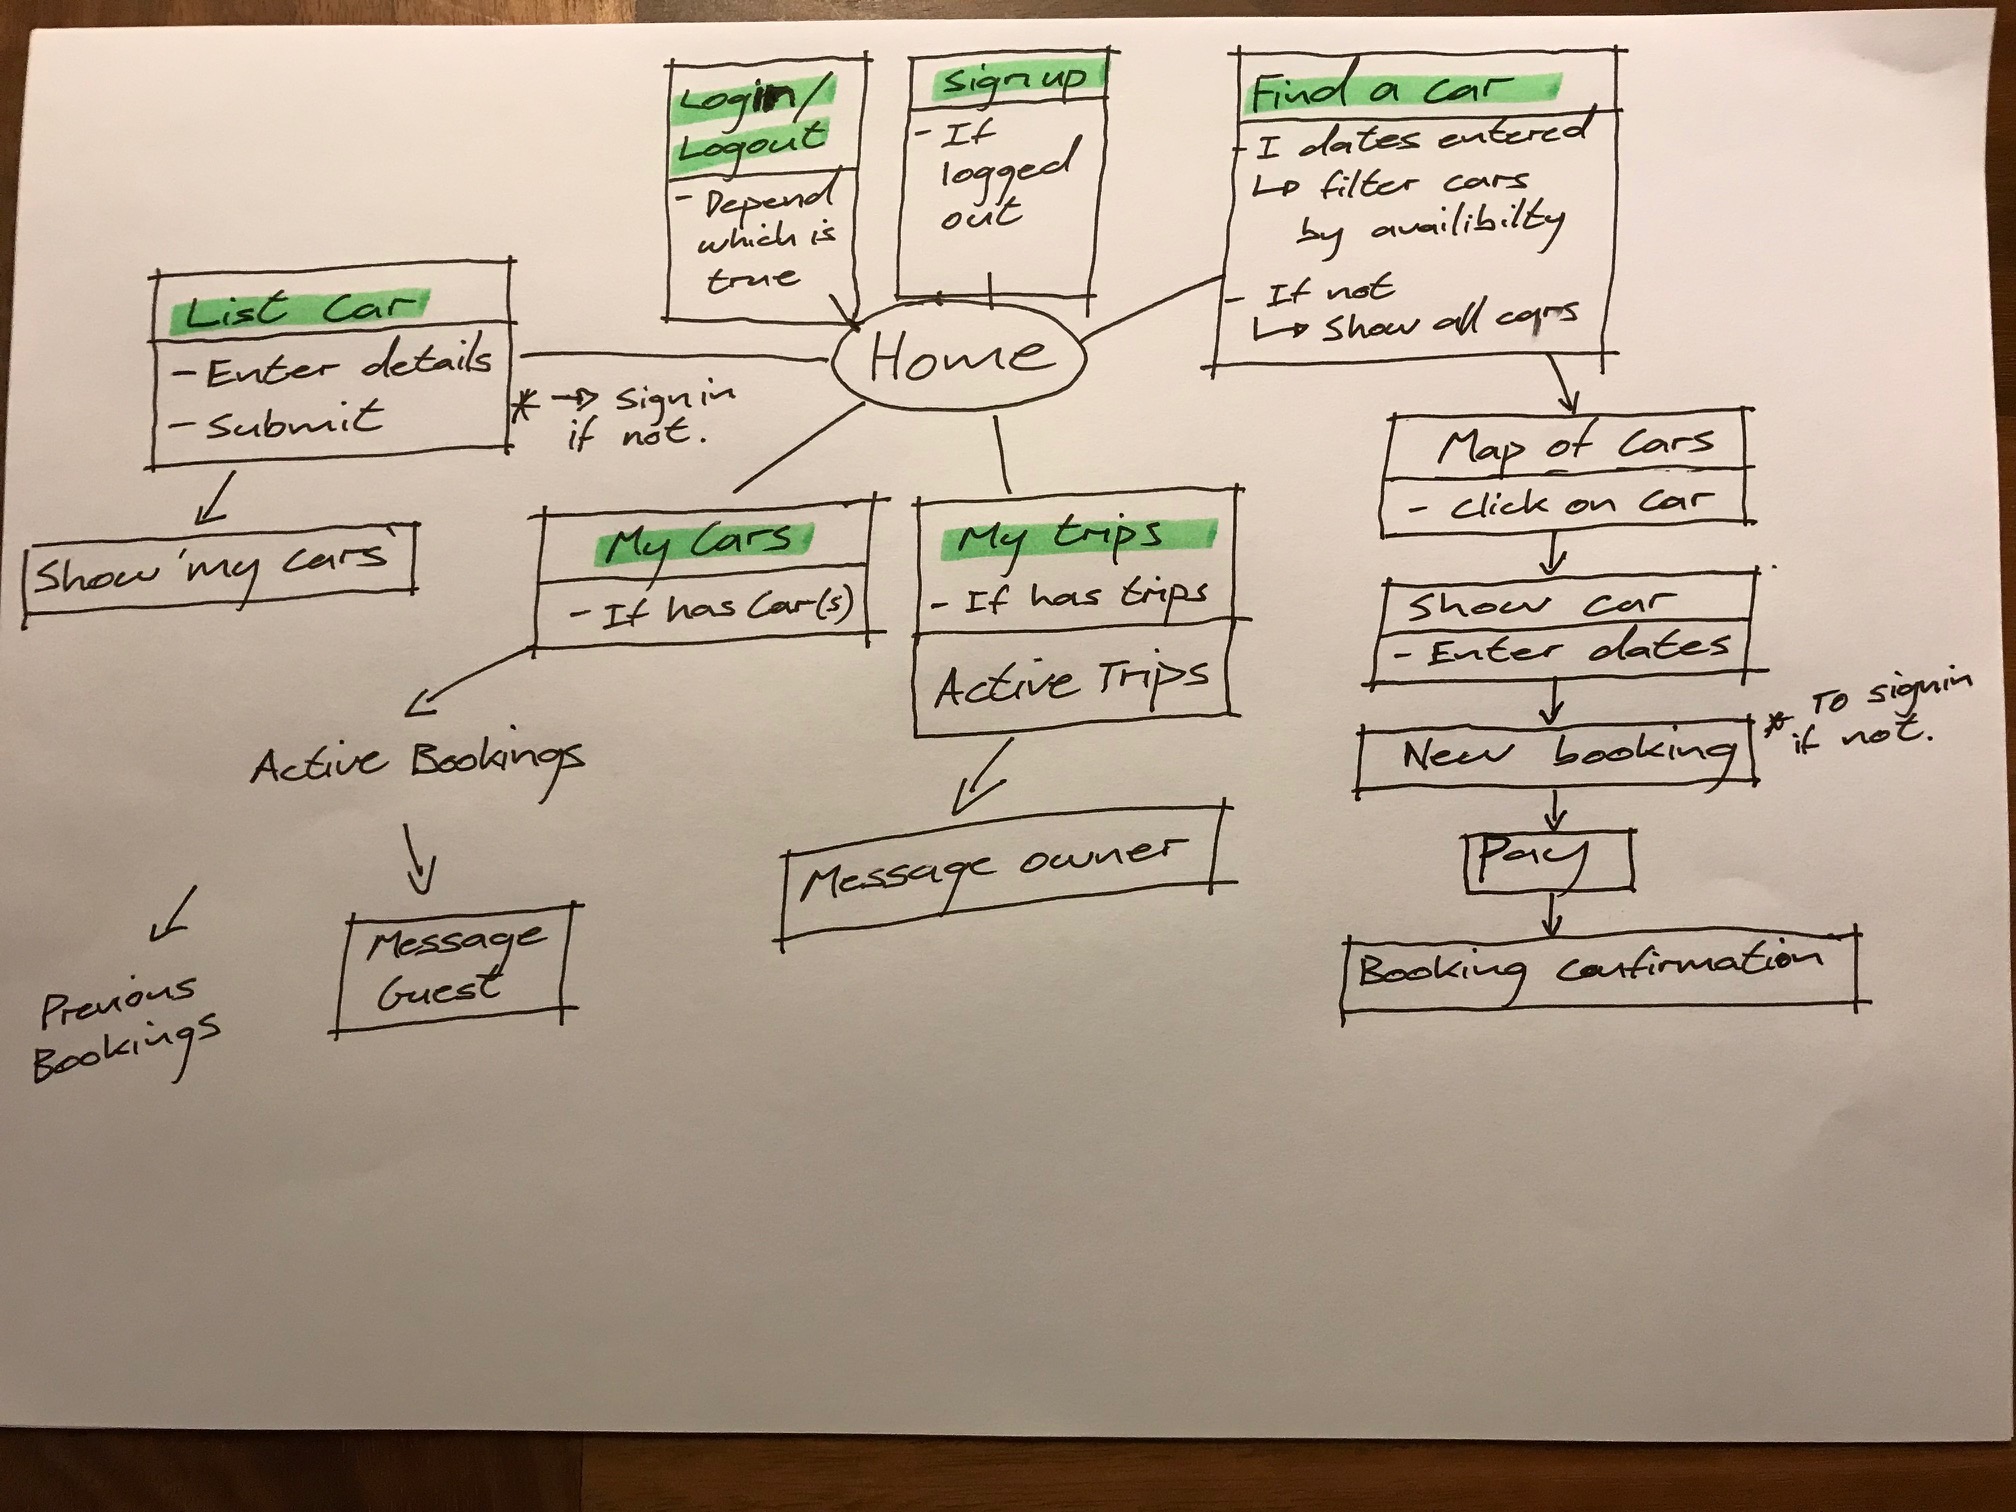 Login/
Logout
- Depend
which is
true
Sign up
- If
logged
out
Find a car
- I dates entered
↳ filter cars
by availibilty
- If not
↳ Show all cars
List Car
- Enter details
- Submit
* → Sign in
if not.
Show 'my cars'
Home
My Cars
- If has Car(s)
Active Bookings
Previous
Bookings
Message
Guest
My trips
- If has trips
Active Trips
Message owner
Map of Cars
- Click on Car
Show car
- Enter dates
New booking
* To signin
if not.
Pay
Booking confirmation